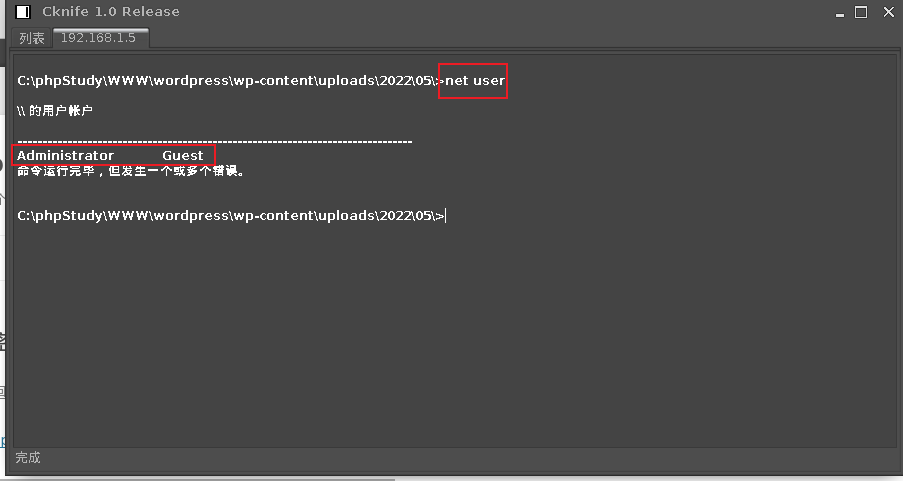 Cknife 1.0 Release
列表 192.168.1.5
C:\phpStudy\WWW\wordpress\wp-content\uploads\2022\05\>net user
\\ 的用户帐户
-------------------------------------------------------------------------------
Administrator Guest
命令运行完毕，但发生一个或多个错误。
C:\phpStudy\WWW\wordpress\wp-content\uploads\2022\05\>
完成